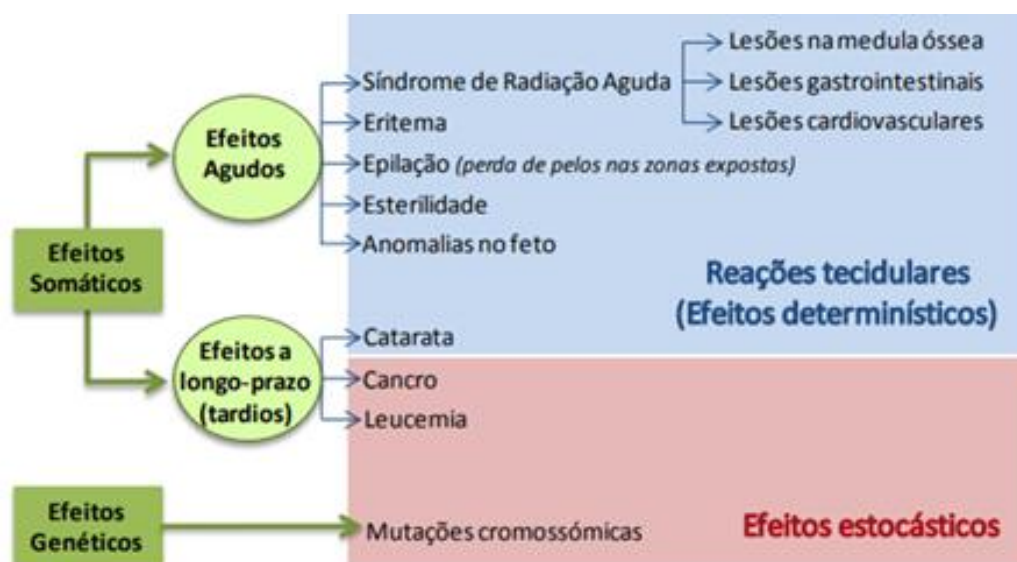 Efeitos
Somáticos
Efeitos
Agudos
Síndrome de Radiação Aguda
Lesões na medula óssea
Lesões gastrointestinais
Lesões cardiovasculares
Eritema
Epilação (perda de pelos nas zonas expostas)
Esterilidade
Anomalias no feto
Reações tecidulares
(Efeitos determinísticos)
Efeitos a
longo-prazo
(tardios)
Catarata
Cancro
Leucemia
Efeitos
Genéticos
Mutações cromossómicas
Efeitos estocásticos